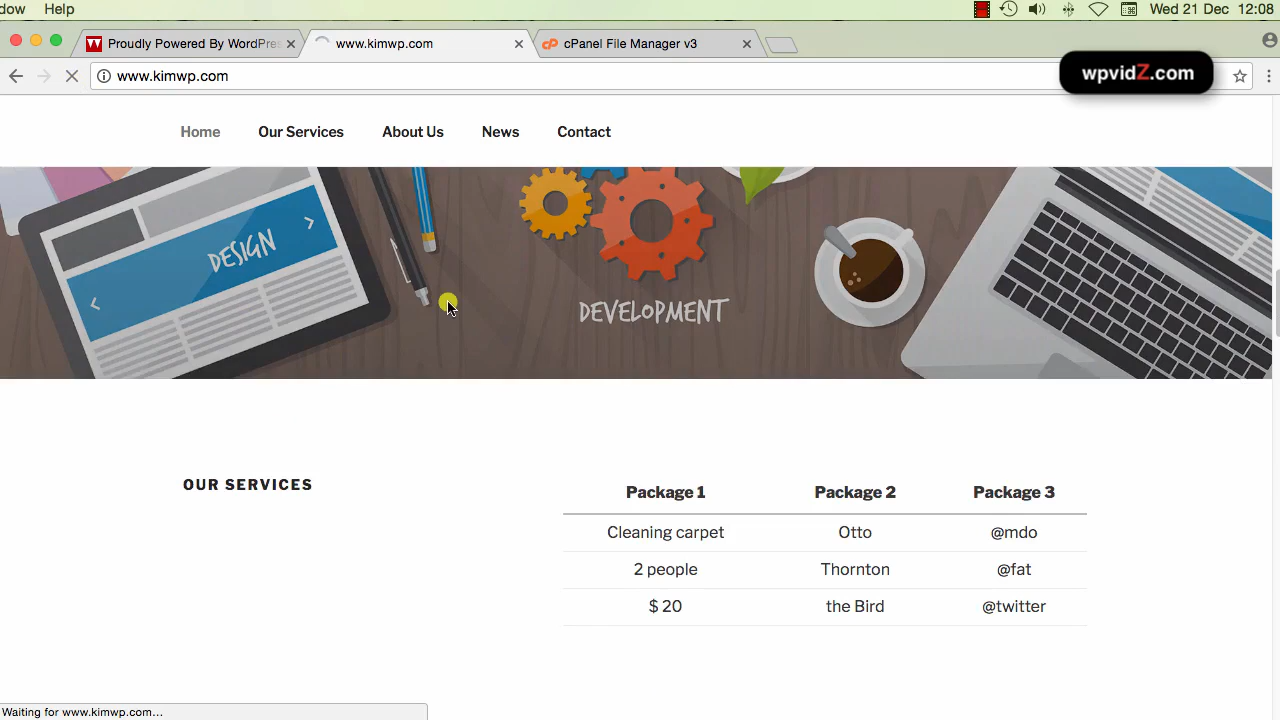 dow Help Wed 21 Dec 12:08
Proudly Powered By WordPres www.kimwp.com cPanel File Manager v3
www.kimwp.com
wpvidZ.com
Home Our Services About Us News Contact
DESIGN
DEVELOPMENT
OUR SERVICES
Package 1 Package 2 Package 3
Cleaning carpet Otto @mdo
2 people Thornton @fat
$ 20 the Bird @twitter
Waiting for www.kimwp.com...